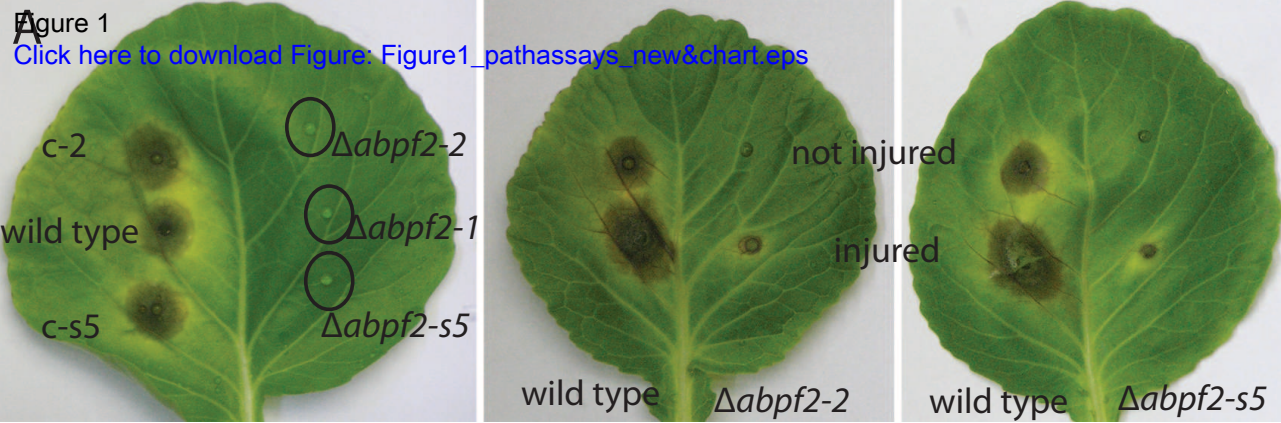 Figure 1
A
Click here to download Figure: Figure1_pathassays_new&chart.eps
c-2
Δabpf2-2
wild type
Δabpf2-1
c-s5
Δabpf2-s5
not injured
injured
wild type
Δabpf2-2
wild type
Δabpf2-s5